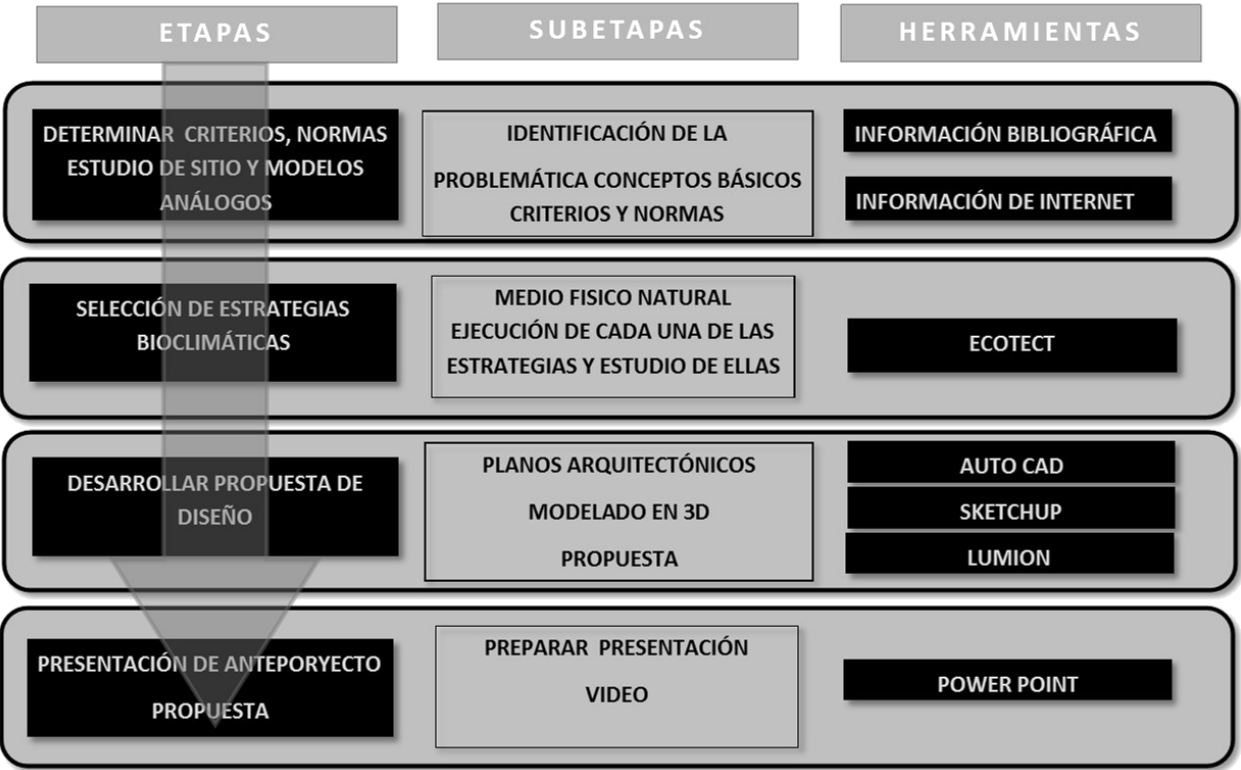 ETAPAS
SUBETAPAS
HERRAMIENTAS
DETERMINAR CRITERIOS, NORMAS
ESTUDIO DE SITIO Y MODELOS
ANÁLOGOS
IDENTIFICACIÓN DE LA
PROBLEMÁTICA CONCEPTOS BÁSICOS
CRITERIOS Y NORMAS
INFORMACIÓN BIBLIOGRÁFICA
INFORMACIÓN DE INTERNET
SELECCIÓN DE ESTRATEGIAS
BIOCLIMÁTICAS
MEDIO FISICO NATURAL
EJECUCIÓN DE CADA UNA DE LAS
ESTRATEGIAS Y ESTUDIO DE ELLAS
ECOTECT
DESARROLLAR PROPUESTA DE
DISEÑO
PLANOS ARQUITECTÓNICOS
MODELADO EN 3D
PROPUESTA
AUTO CAD
SKETCHUP
LUMION
PRESENTACIÓN DE ANTEPORYECTO
PROPUESTA
PREPARAR PRESENTACIÓN
VIDEO
POWER POINT